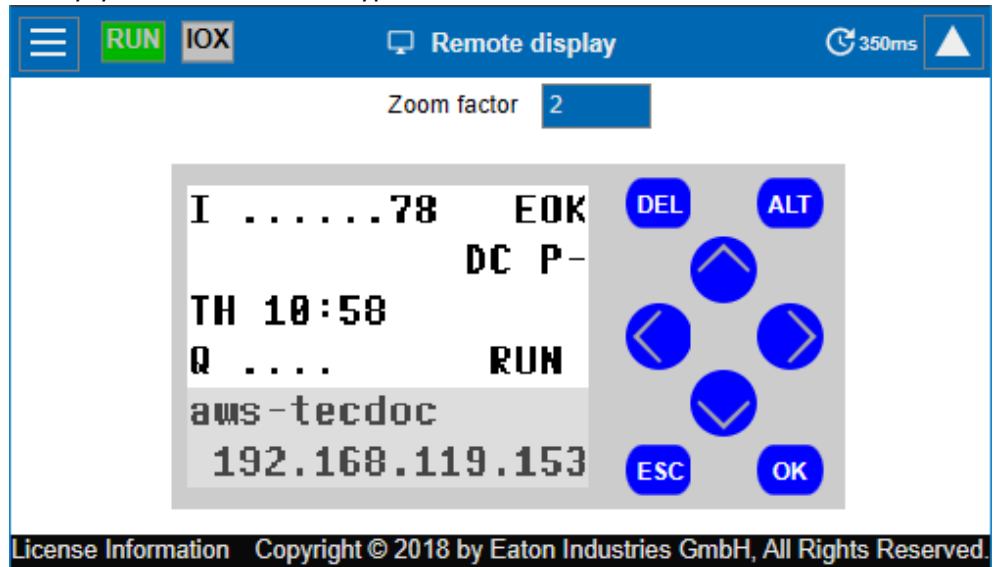 RUN IOX Remote display 350ms
Zoom factor 2
I ......78 EOK DEL ALT
DC P-
TH 10:58
Q .... RUN
aws-tecdoc
192.168.119.153 ESC OK
License Information Copyright © 2018 by Eaton Industries GmbH, All Rights Reserved.